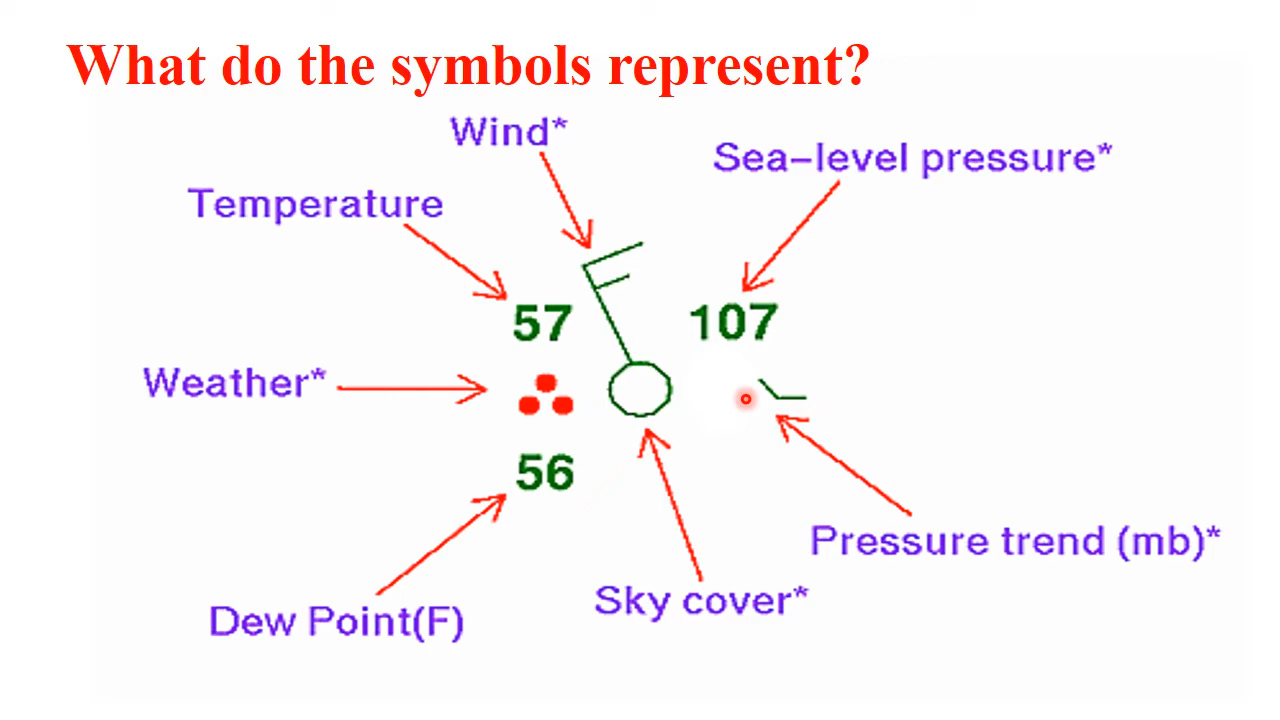 What do the symbols represent?
Wind*
Sea-level pressure*
Temperature
57
107
Weather*
56
Pressure trend (mb)*
Sky cover*
Dew Point(F)